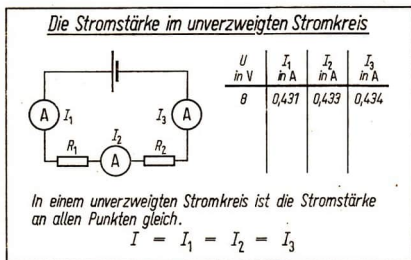 Die Stromstärke im unverzweigten Stromkreis
U I₁ I₂ I₃
in V in A in A in A
8 0,431 0,433 0,434
A I₁
I₃ A
R₁ I₂ A R₂
In einem unverzweigten Stromkreis ist die Stromstärke
an allen Punkten gleich.
I = I₁ = I₂ = I₃